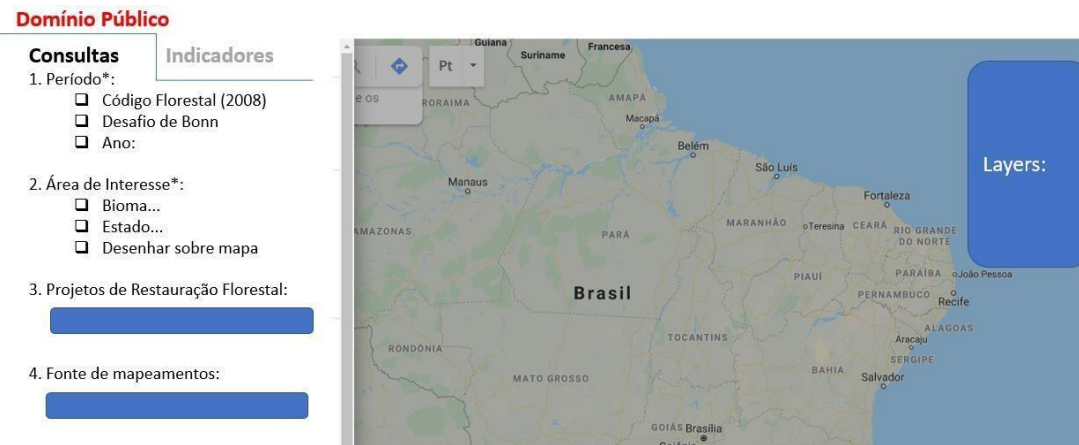 Domínio Público
Consultas
Indicadores
1. Período*:
Código Florestal (2008)
Desafio de Bonn
Ano:
2. Área de Interesse*:
Bioma...
Estado...
Desenhar sobre mapa
3. Projetos de Restauração Florestal:
4. Fonte de mapeamentos:
Pt
e os
Guiana
Suriname
Francesa
RORAIMA
AMAPÁ
Macapá
Belém
São Luís
Manaus
Fortaleza
Layers:
AMAZONAS
PARÁ
MARANHÃO
Teresina
CEARÁ
RIO GRANDE
DO NORTE
PIAUÍ
PARAÍBA
João Pessoa
Brasil
PERNAMBUCO
Recife
TOCANTINS
ALAGOAS
Aracaju
SERGIPE
RONDÔNIA
MATO GROSSO
BAHIA
Salvador
GOIÁS
Brasília
Goiânia